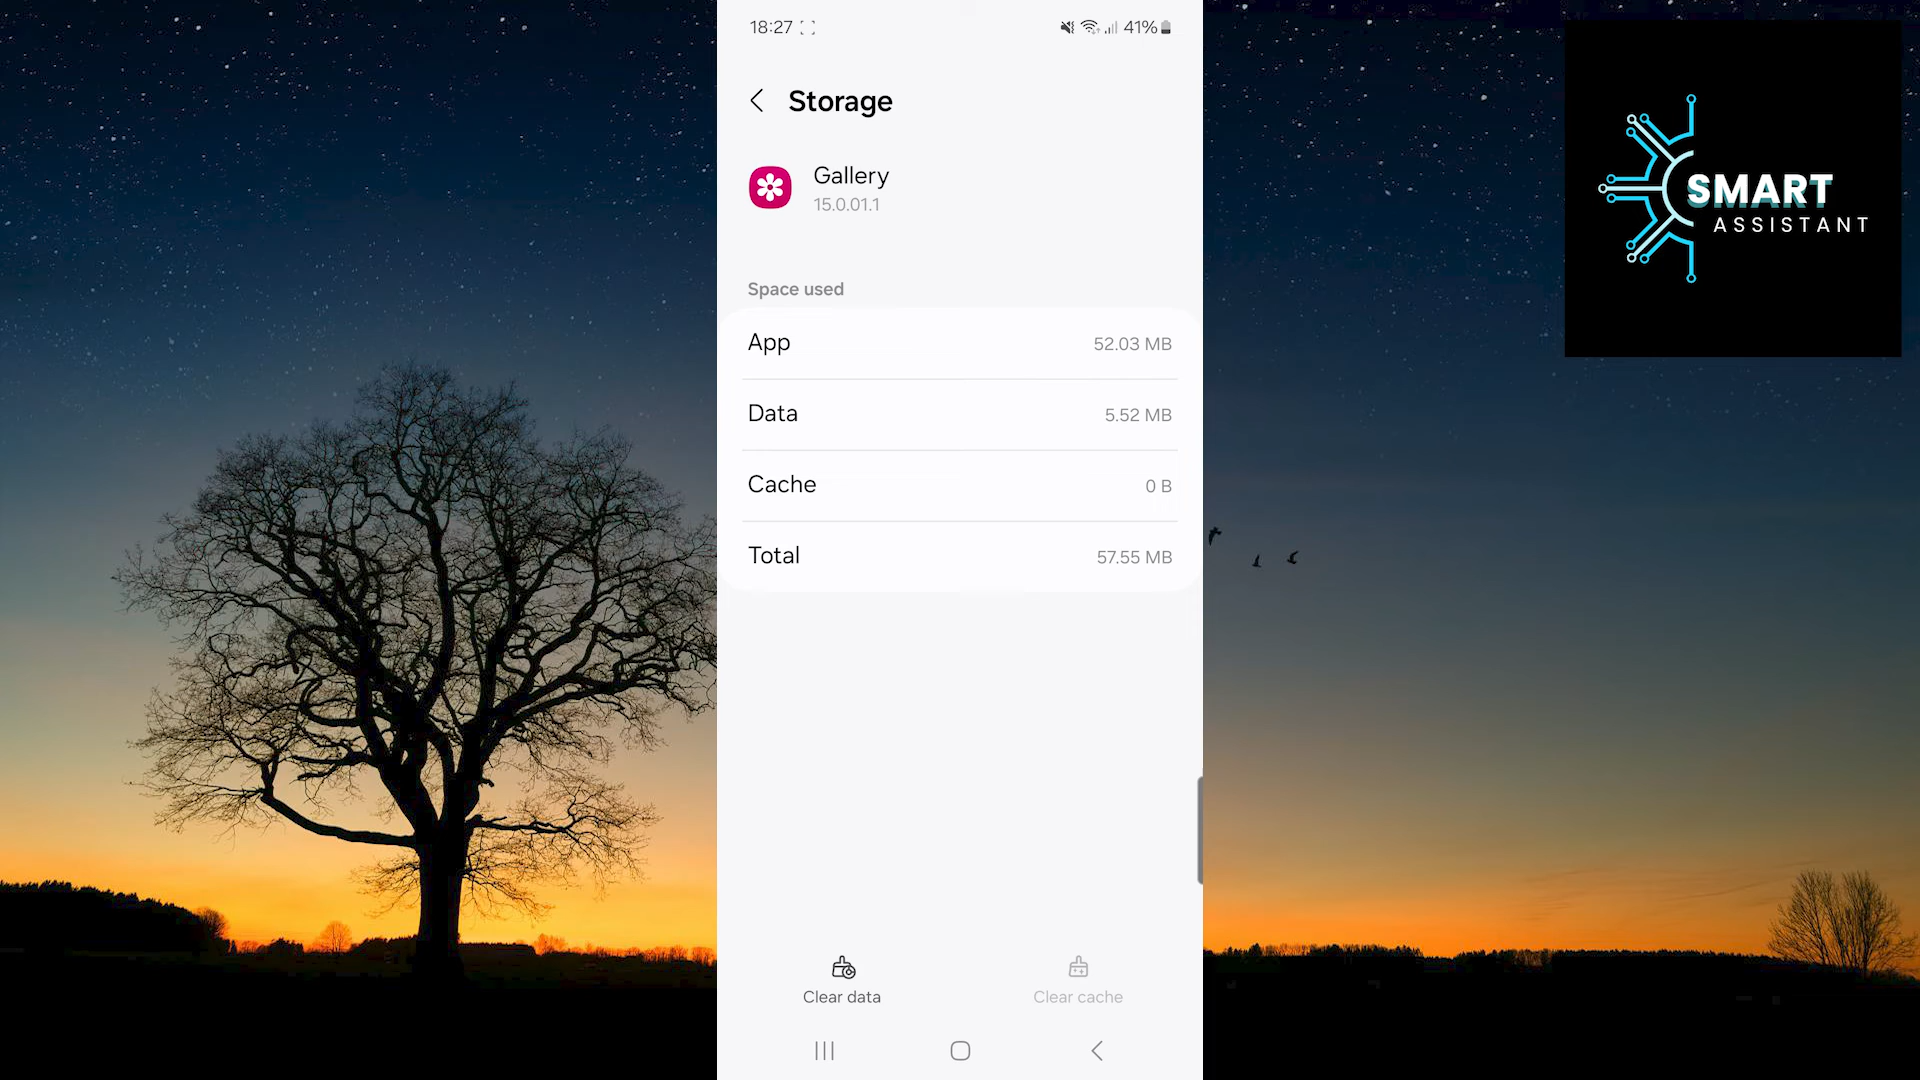 18:27
41%
Storage
Gallery
15.0.01.1
Space used
App 52.03 MB
Data 5.52 MB
Cache 0 B
Total 57.55 MB
Clear data
Clear cache
SMART
ASSISTANT